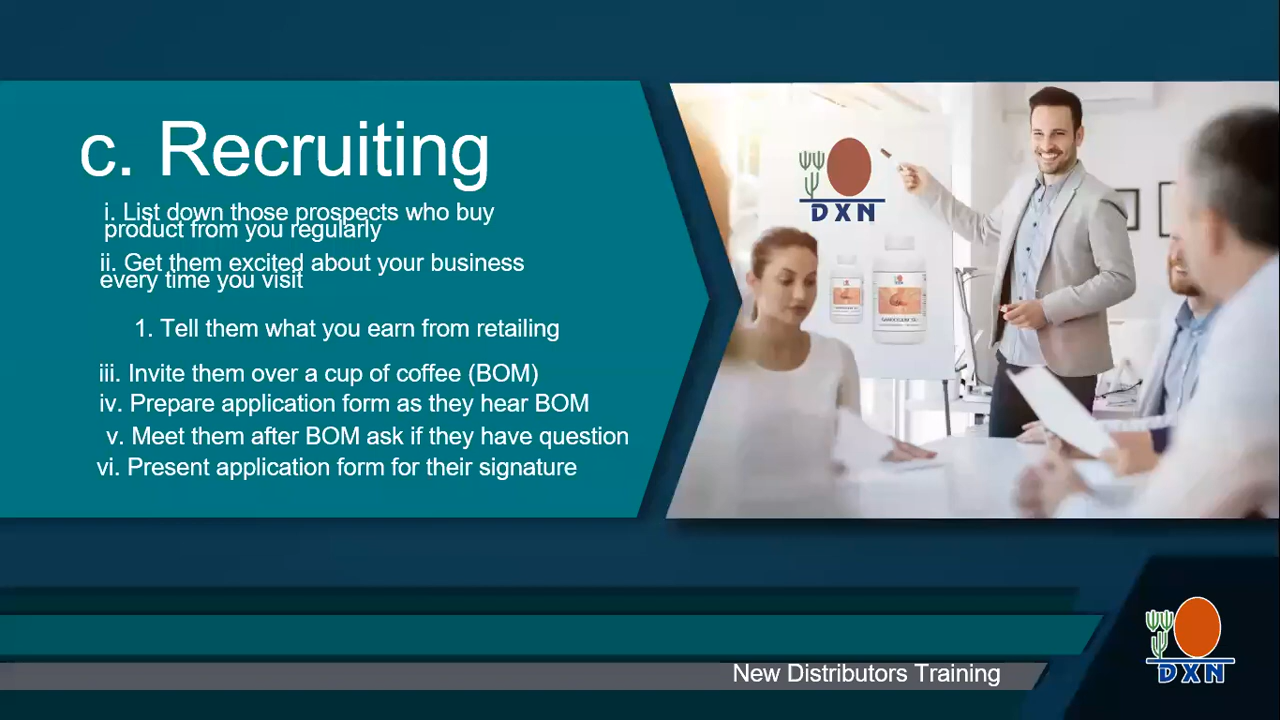 c. Recruiting
i. List down those prospects who buy
product from you regularly
ii. Get them excited about your business
every time you visit
1. Tell them what you earn from retailing
iii. Invite them over a cup of coffee (BOM)
iv. Prepare application form as they hear BOM
v. Meet them after BOM ask if they have question
vi. Present application form for their signature
DXN
New Distributors Training
DXN